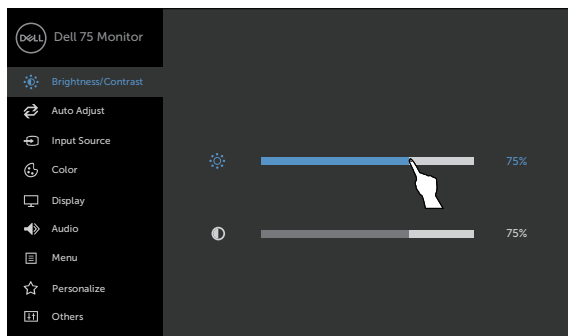 DELL Dell 75 Monitor
Brightness/Contrast
Auto Adjust
Input Source
75%
Color
Display
Audio
75%
Menu
Personalize
Others